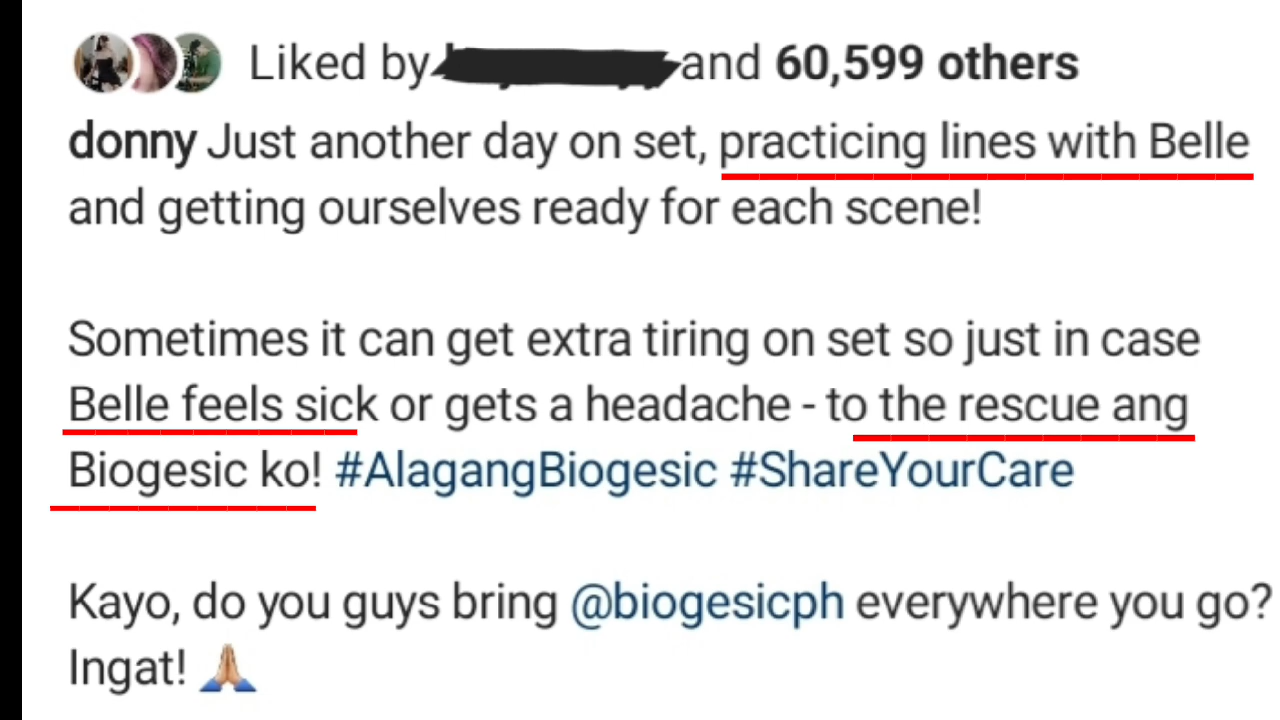 Liked by and 60,599 others
donny Just another day on set, practicing lines with Belle
and getting ourselves ready for each scene!
Sometimes it can get extra tiring on set so just in case
Belle feels sick or gets a headache - to the rescue ang
Biogesic ko! #AlagangBiogesic #ShareYourCare
Kayo, do you guys bring @biogesicph everywhere you go?
Ingat! 🙏🏼